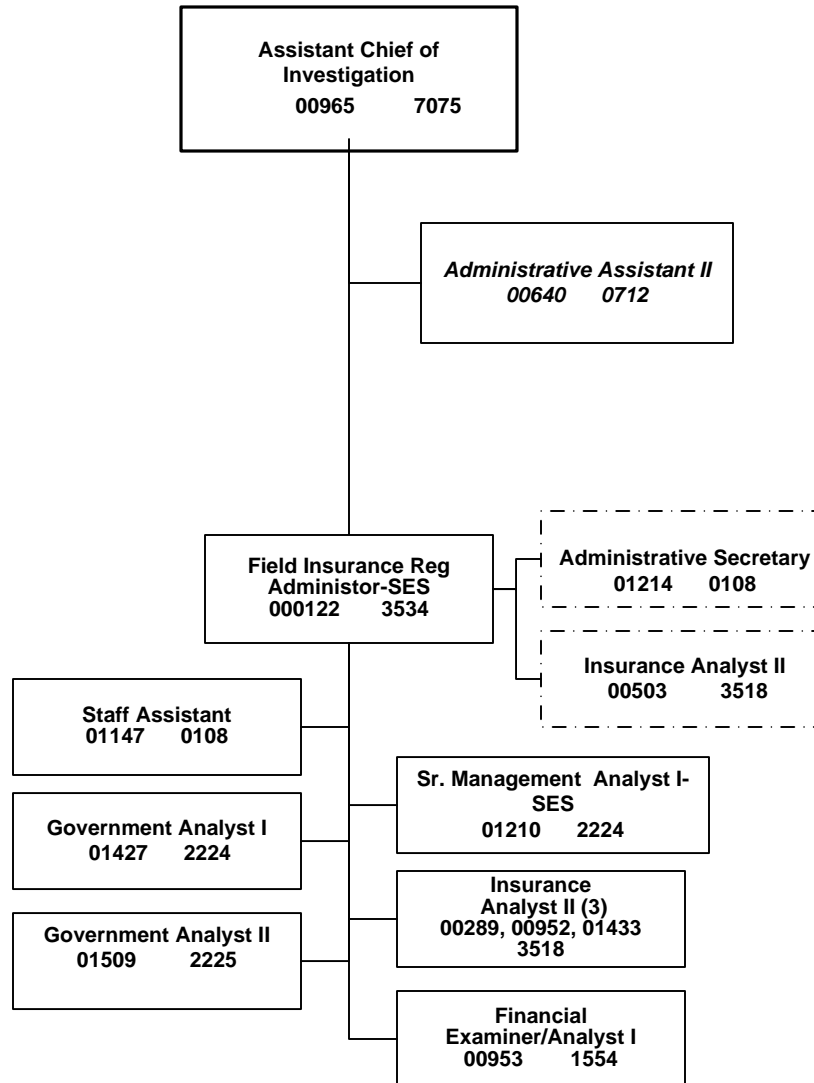 Assistant Chief of
Investigation
00965 7075
Administrative Assistant II
00640 0712
Field Insurance Reg
Administor-SES
000122 3534
Administrative Secretary
01214 0108
Insurance Analyst II
00503 3518
Staff Assistant
01147 0108
Sr. Management Analyst I-
SES
01210 2224
Government Analyst I
01427 2224
Insurance
Analyst II (3)
00289, 00952, 01433
3518
Government Analyst II
01509 2225
Financial
Examiner/Analyst I
00953 1554